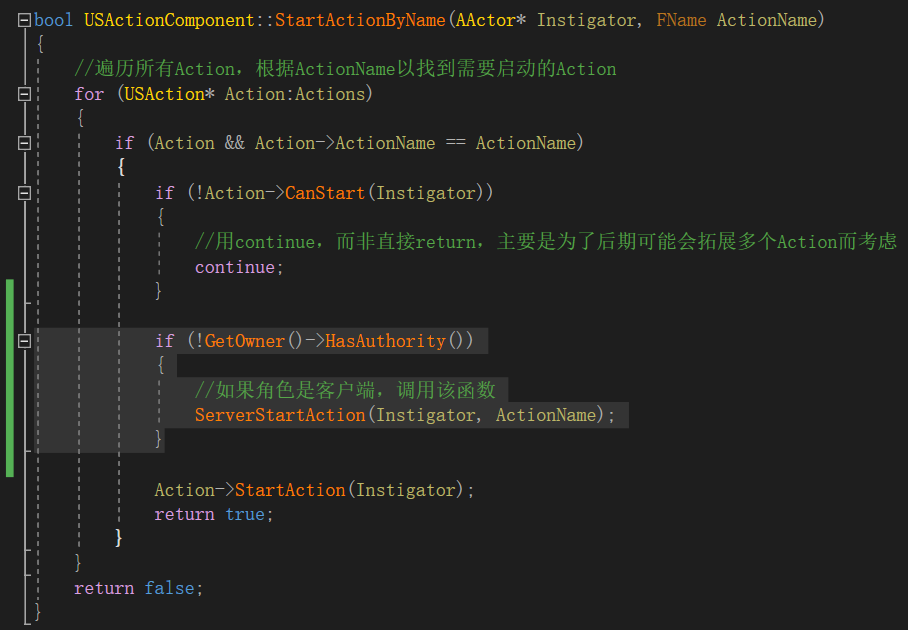 bool USActionComponent::StartActionByName(AActor* Instigator, FName ActionName)
{
//遍历所有Action，根据ActionName以找到需要启动的Action
for (USAction* Action:Actions)
{
if (Action && Action->ActionName == ActionName)
{
if (!Action->CanStart(Instigator))
{
//用continue，而非直接return，主要是为了后期可能会拓展多个Action而考虑
continue;
}
if (!GetOwner()->HasAuthority())
{
//如果角色是客户端，调用该函数
ServerStartAction(Instigator, ActionName);
}
Action->StartAction(Instigator);
return true;
}
}
return false;
}